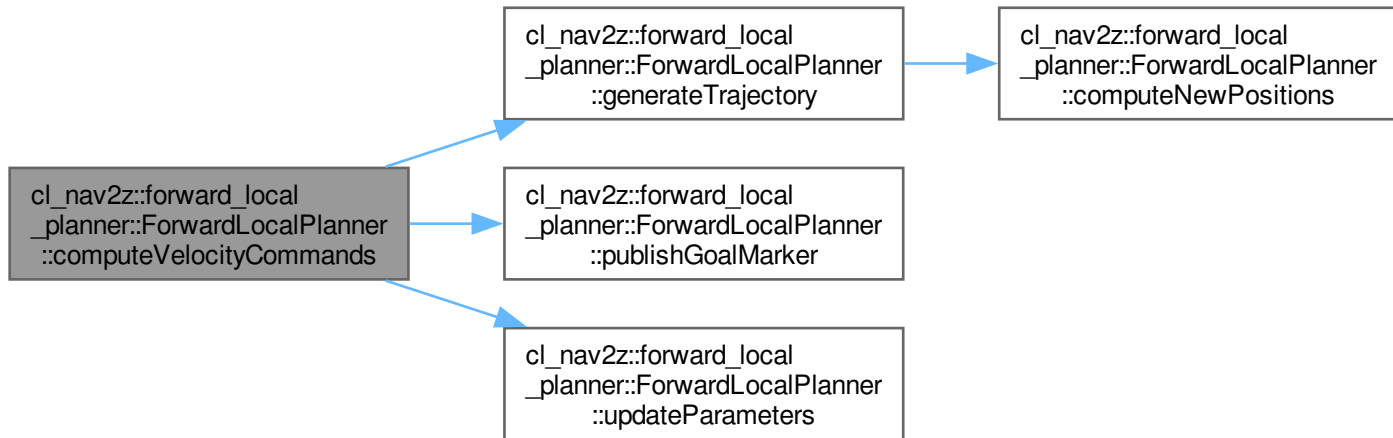 cl_nav2z::forward_local
_planner::ForwardLocalPlanner
::computeVelocityCommands
cl_nav2z::forward_local
_planner::ForwardLocalPlanner
::generateTrajectory
cl_nav2z::forward_local
_planner::ForwardLocalPlanner
::computeNewPositions
cl_nav2z::forward_local
_planner::ForwardLocalPlanner
::publishGoalMarker
cl_nav2z::forward_local
_planner::ForwardLocalPlanner
::updateParameters